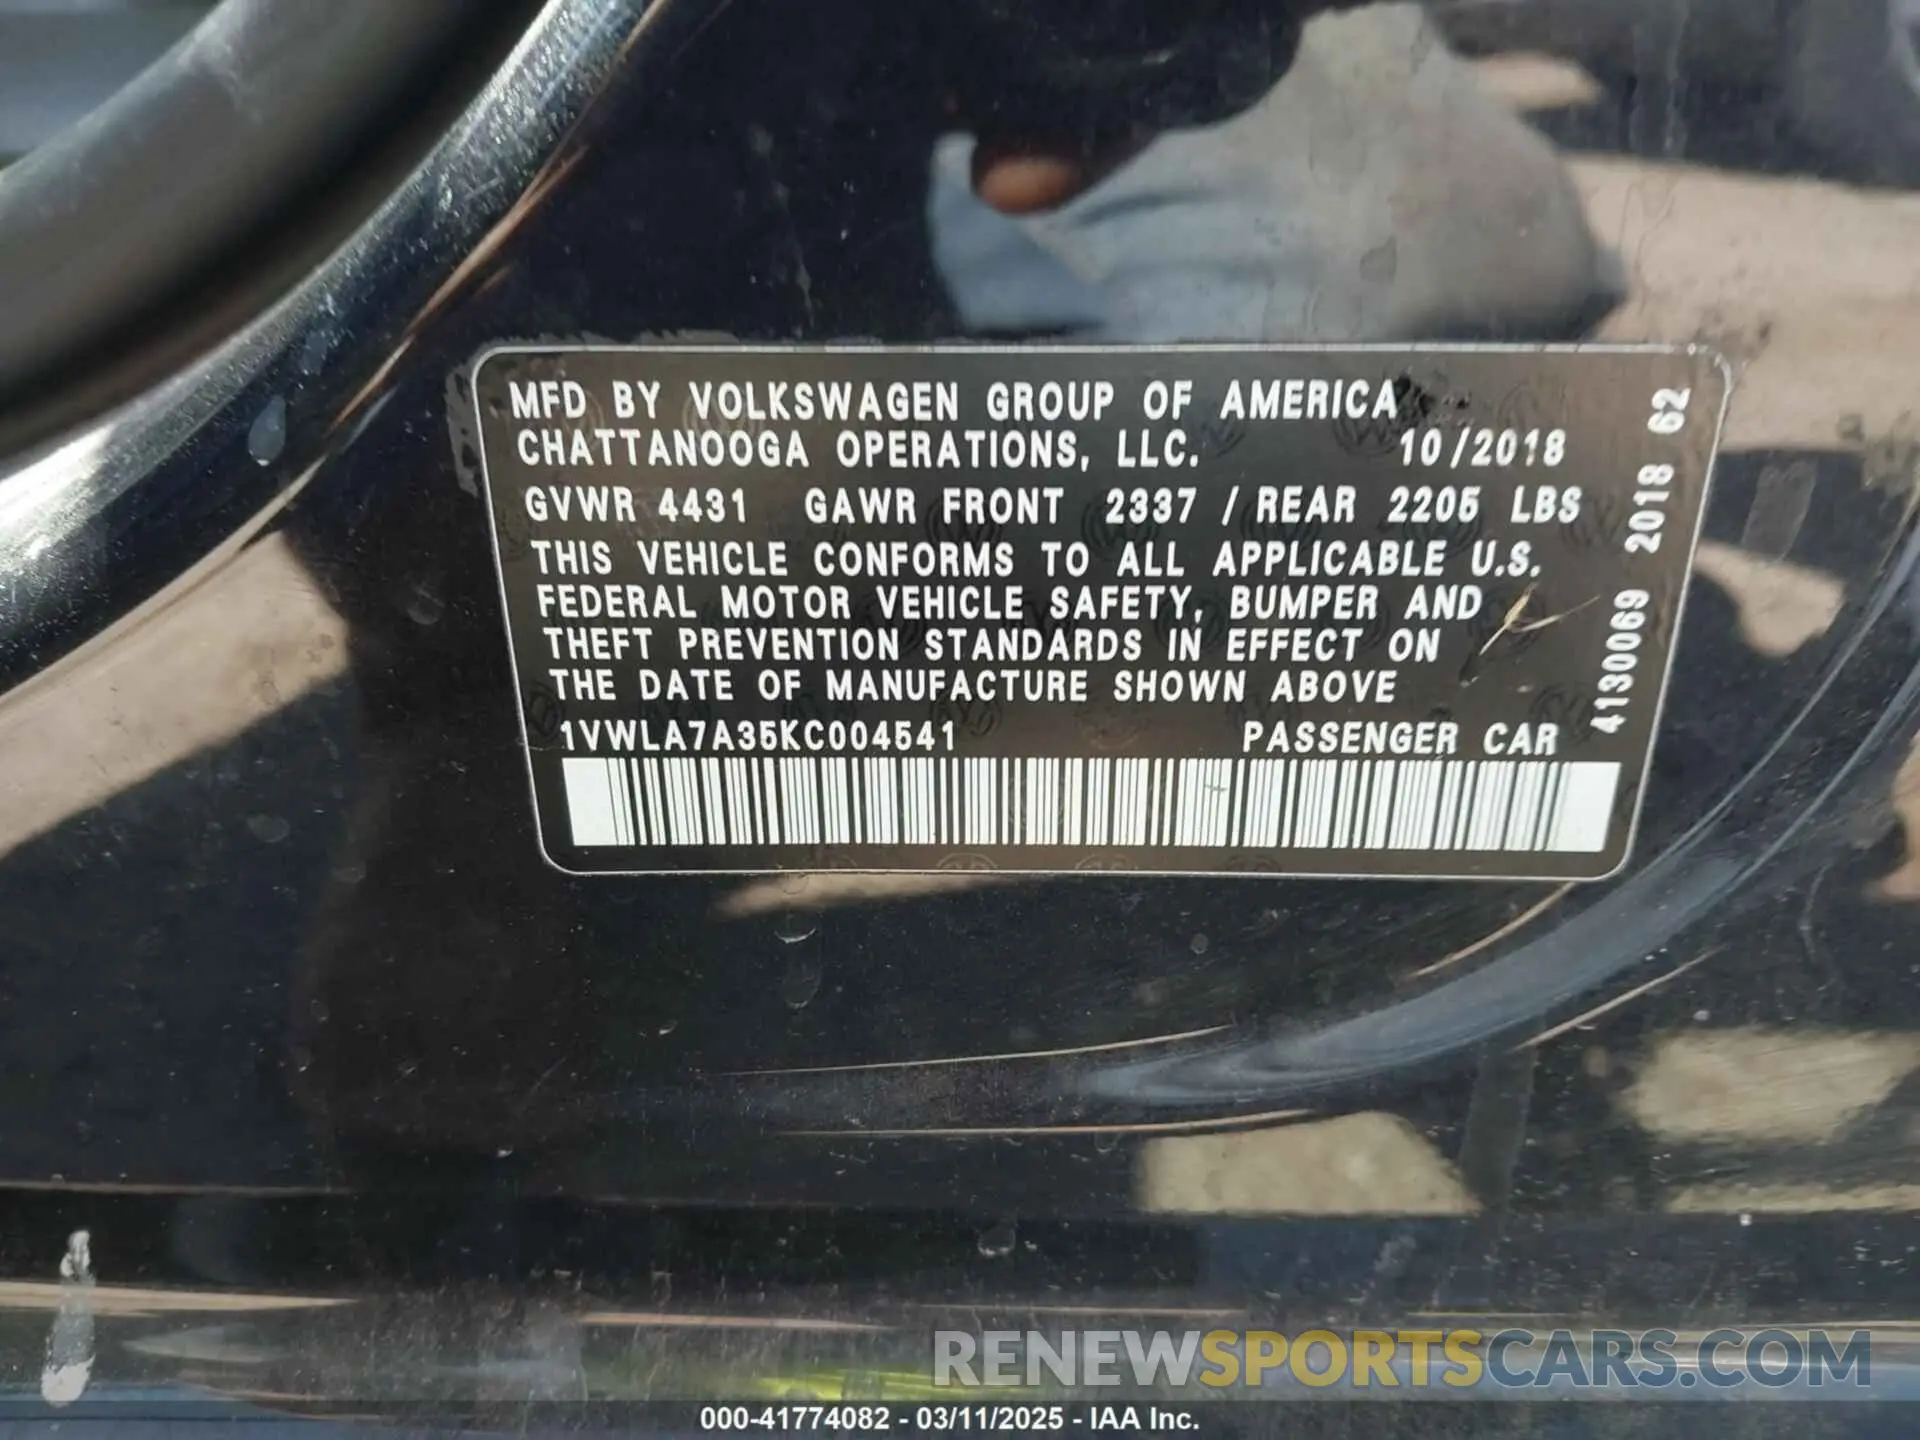 MFD BY VOLKSWAGEN GROUP OF AMERICA
CHATTANOOGA OPERATIONS, LLC. 10/2018
GVWR 4431 GAWR FRONT 2337 / REAR 2205 LBS
THIS VEHICLE CONFORMS TO ALL APPLICABLE U.S.
FEDERAL MOTOR VEHICLE SAFETY, BUMPER AND
THEFT PREVENTION STANDARDS IN EFFECT ON
THE DATE OF MANUFACTURE SHOWN ABOVE
1VWLA7A35KC004541 PASSENGER CAR
4130069 2018 62
RENEWSPORTSCARS.COM
000-41774082 - 03/11/2025 - IAA Inc.